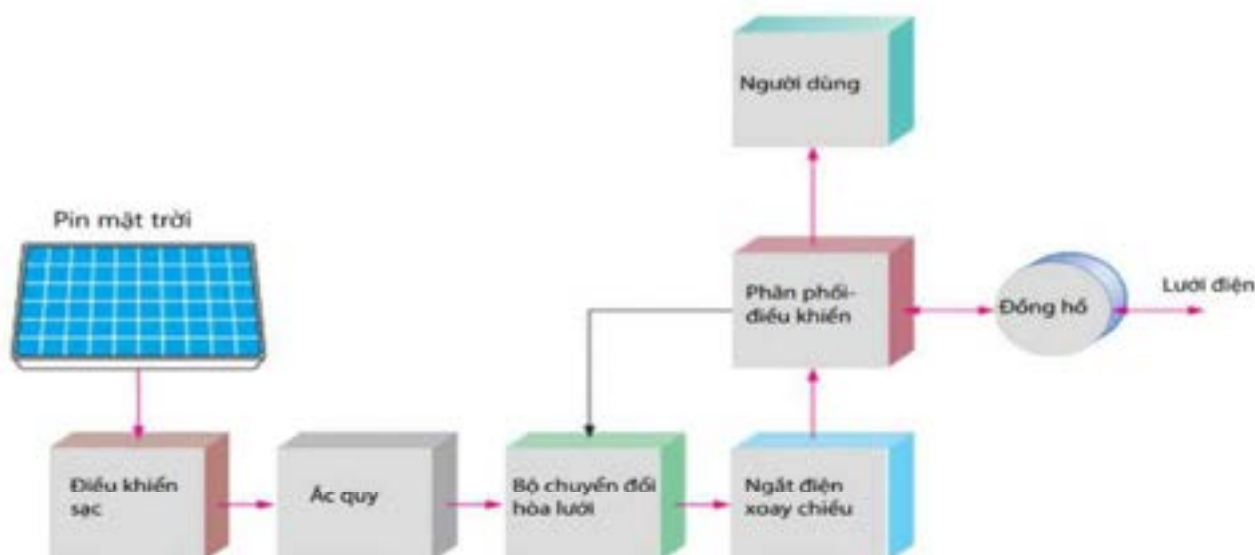 Người dùng
Pin mặt trời
Phân phối-
điều khiển
Đồng hồ
Lưới điện
Điều khiển
sạc
Ắc quy
Bộ chuyển đổi
hòa lưới
Ngắt điện
xoay chiều